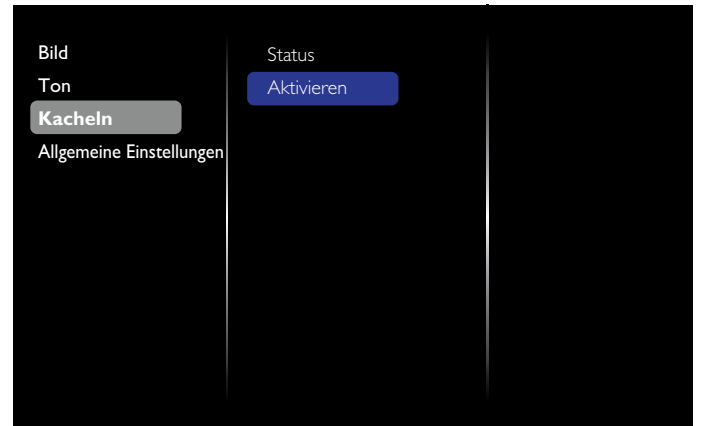 Bild
Ton
Kacheln
Allgemeine Einstellungen
Status
Aktivieren